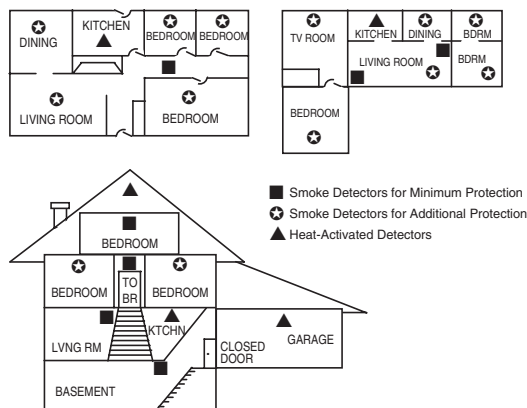 DINING
KITCHEN
BEDROOM
BEDROOM
LIVING ROOM
BEDROOM
TV ROOM
KITCHEN
DINING
BDRM
LIVING ROOM
BDRM
BEDROOM
Smoke Detectors for Minimum Protection
Smoke Detectors for Additional Protection
Heat-Activated Detectors
BEDROOM
BEDROOM
TO
BR
BEDROOM
LVNG RM
KTCHN
CLOSED
DOOR
GARAGE
BASEMENT